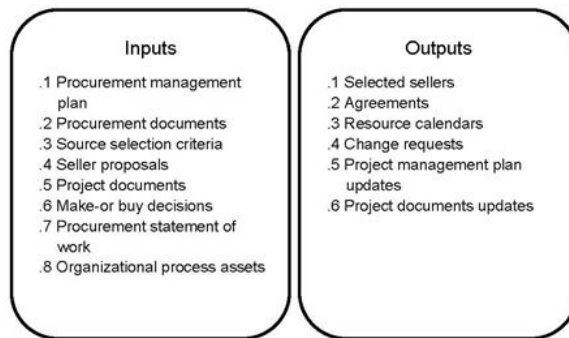 Inputs
.1 Procurement management
plan
.2 Procurement documents
.3 Source selection criteria
.4 Seller proposals
.5 Project documents
.6 Make-or buy decisions
.7 Procurement statement of
work
.8 Organizational process assets
Outputs
.1 Selected sellers
.2 Agreements
.3 Resource calendars
.4 Change requests
.5 Project management plan
updates
.6 Project documents updates